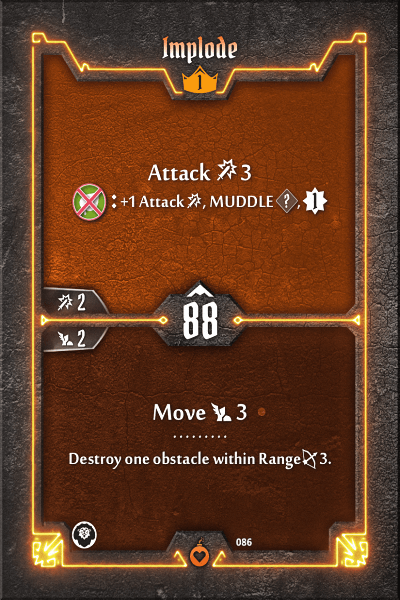 Implode
1
Attack 3
: +1 Attack, MUDDLE ?, 1
2
88
2
Move 3
Destroy one obstacle within Range 3.
086